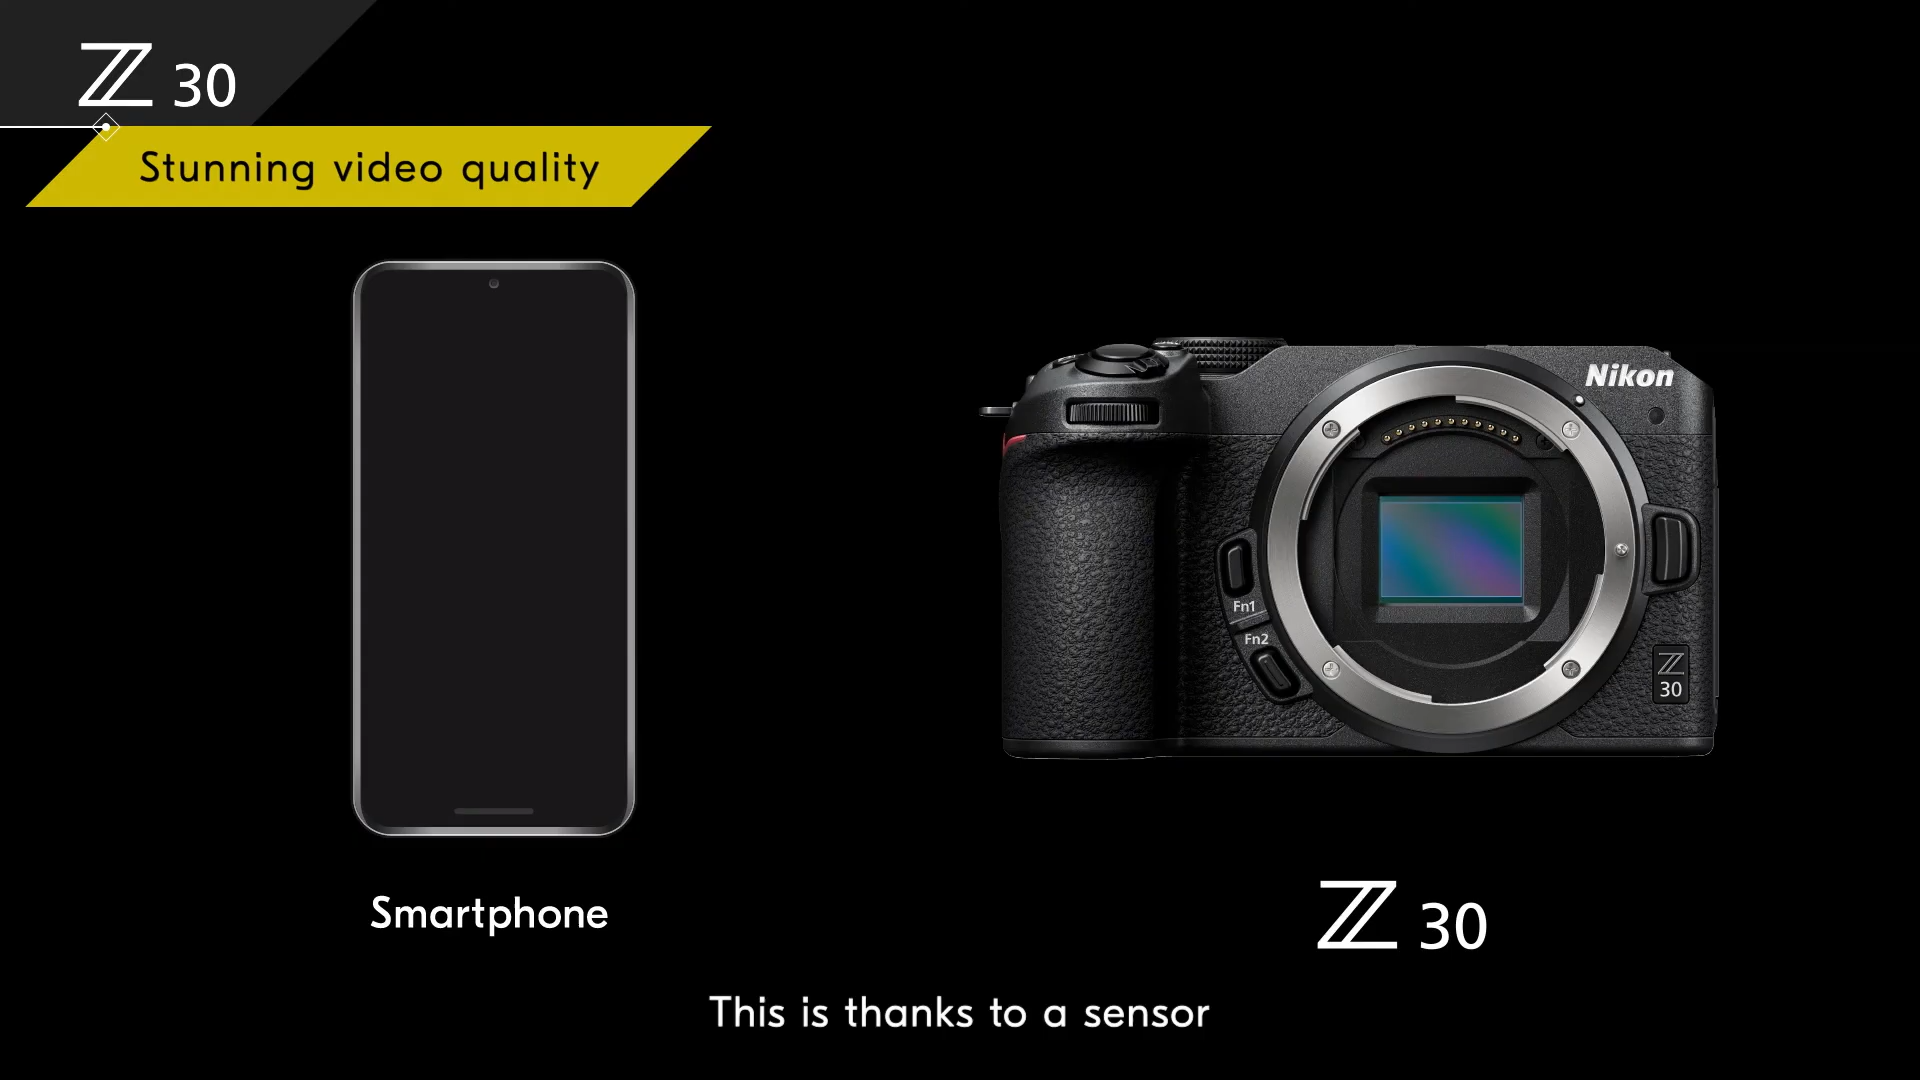 Z 30
Stunning video quality
Nikon
Fn1
Fn2
Z
30
Smartphone
Z 30
This is thanks to a sensor